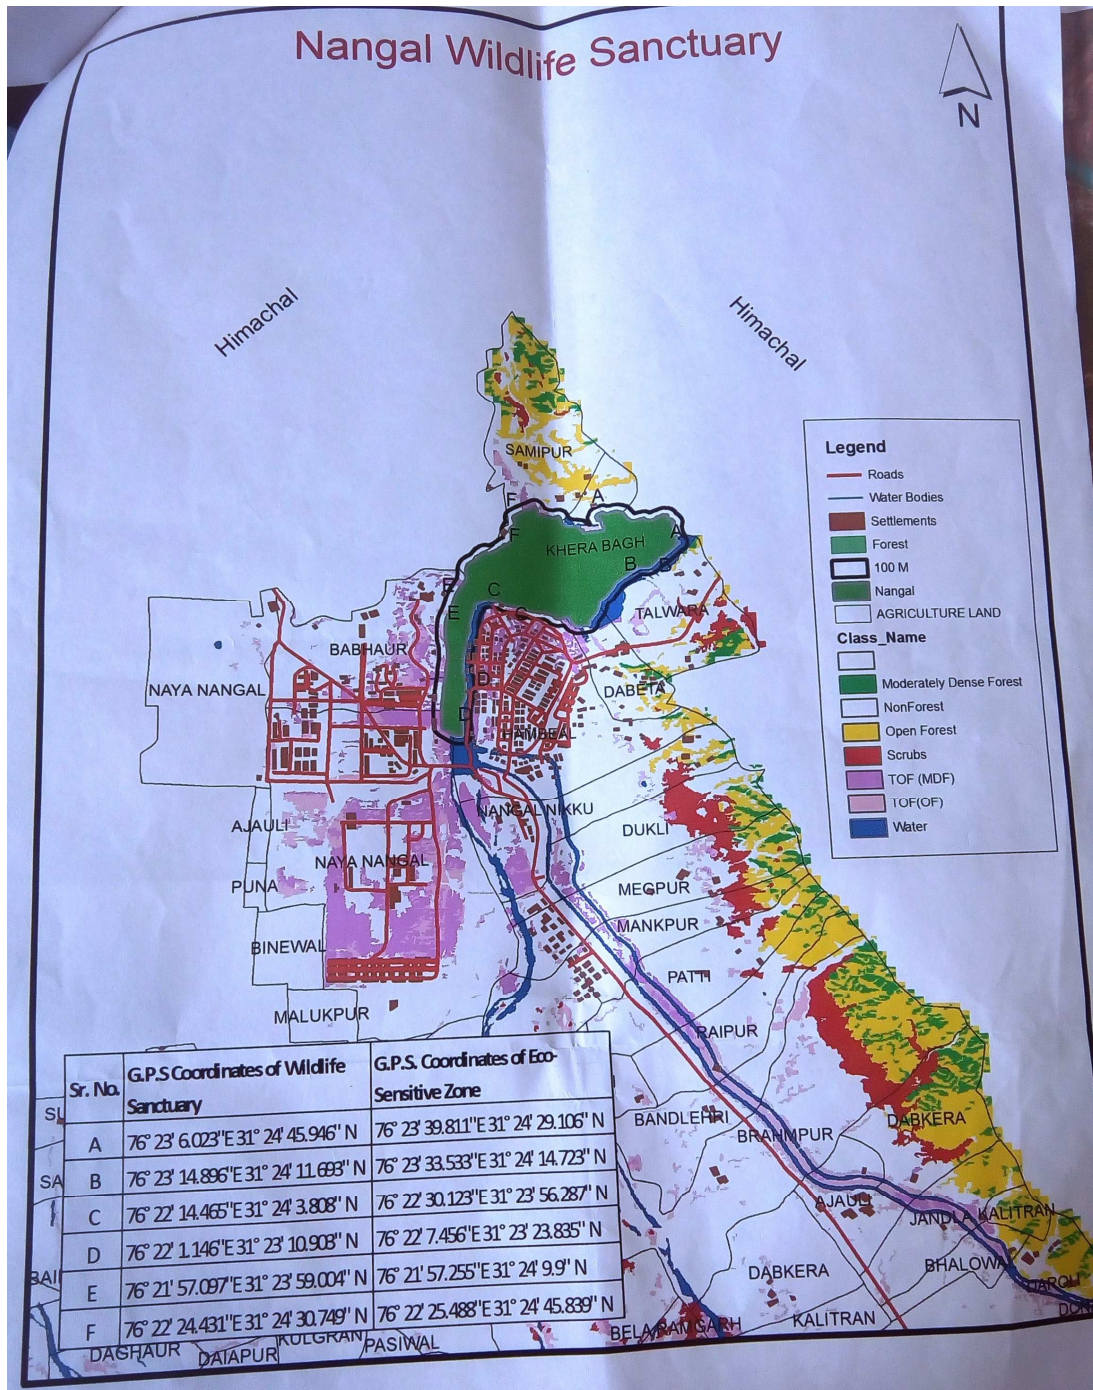 Nangal Wildlife Sanctuary
N
Himachal
Himachal
SAMIPUR
F
A
F
A
KHERA BAGH
B
B
E
C
E
C
TALWARA
BABHAUR
NAYA NANGAL
D
DABETA
D
HAMBEAL
NANGAL NIKKU
AJAULI
DUKLI
NAYA NANGAL
PUNA
MEGPUR
MANKPUR
BINEWAL
PATTI
MALUKPUR
RAIPUR
BANDLEHRI
DABKERA
BRAHMPUR
AJAULI
JANDLA KALITRAN
BHALOWA
DABKERA
DAROLI
KALITRAN
BELA RAMGARH
PASIWAL
KULGRAN
DAIAPUR
DAGHAUR
SA
Legend
Roads
Water Bodies
Settlements
Forest
100 M
Nangal
AGRICULTURE LAND
Class_Name
Moderately Dense Forest
NonForest
Open Forest
Scrubs
TOF (MDF)
TOF(OF)
Water
Sr. No. G.P.S Coordinates of Wildlife Sanctuary G.P.S. Coordinates of Eco-Sensitive Zone
A 76° 23' 6.023"E 31° 24' 45.946" N 76° 23' 39.811"E 31° 24' 29.106" N
B 76° 23' 14.896"E 31° 24' 11.693" N 76° 23' 33.533"E 31° 24' 14.723" N
C 76° 22' 14.465"E 31° 24' 3.808" N 76° 22' 30.123"E 31° 23' 56.287" N
D 76° 22' 1.146"E 31° 23' 10.903" N 76° 22' 7.456"E 31° 23' 23.835" N
E 76° 21' 57.097"E 31° 23' 59.004" N 76° 21' 57.255"E 31° 24' 9.9" N
F 76° 22' 24.431"E 31° 24' 30.749" N 76° 22' 25.488"E 31° 24' 45.839" N